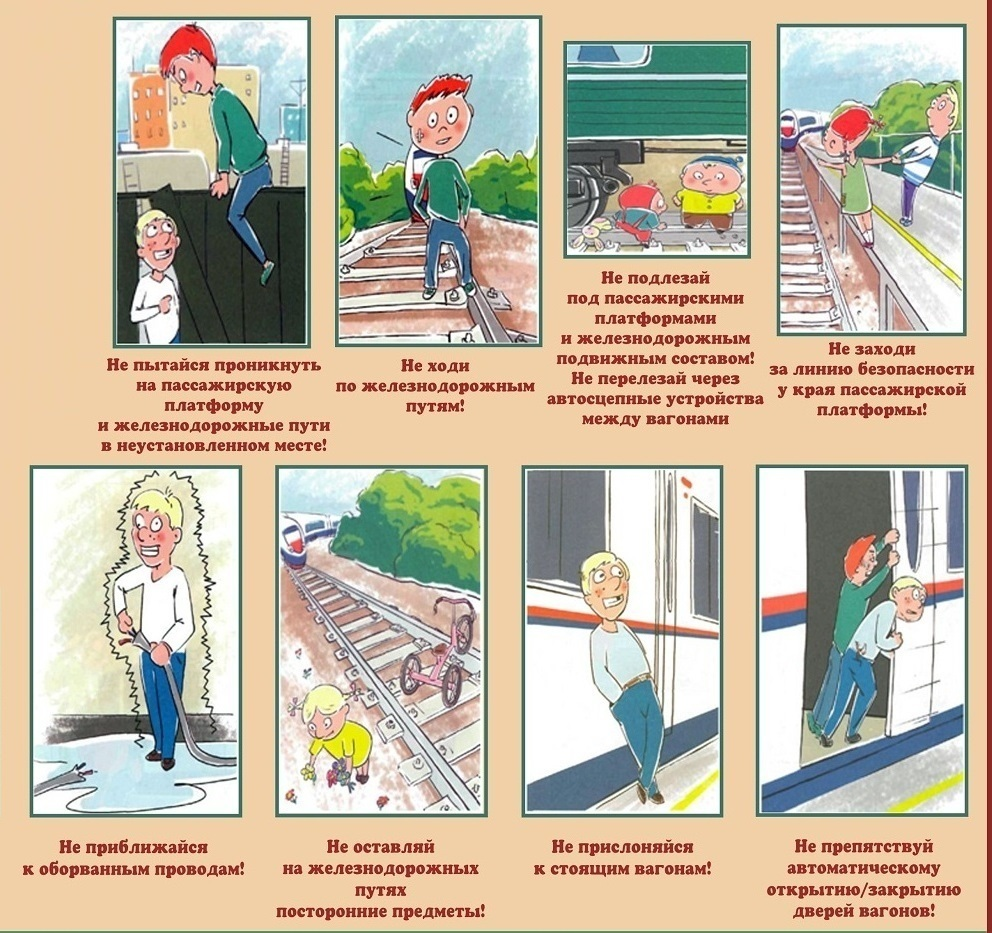 Не пытайся проникнуть
на пассажирскую
платформу
и железнодорожные пути
в неустановленном месте!
Не ходи
по железнодорожным
путям!
Не подлезай
под пассажирскими
платформами
и железнодорожным
подвижным составом!
Не перелезай через
автосцепные устройства
между вагонами
Не заходи
за линию безопасности
у края пассажирской
платформы!
Не приближайся
к оборванным проводам!
Не оставляй
на железнодорожных
путях
посторонние предметы!
Не прислоняйся
к стоящим вагонам!
Не препятствуй
автоматическому
открытию/закрытию
дверей вагонов!